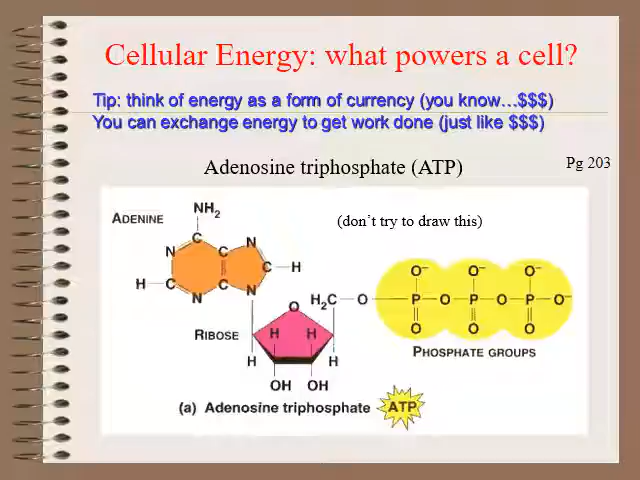 Cellular Energy: what powers a cell?
Tip: think of energy as a form of currency (you know…$$$)
You can exchange energy to get work done (just like $$$)
Adenosine triphosphate (ATP)
Pg 203
(don't try to draw this)
ADENINE
NH2
C
N
N
C
C
H
C
N
C
N
C
H
H2C
O
O
O–
O–
O–
P
O
P
O
P
O–
O
O
O
RIBOSE
H
H
H
H
OH
OH
PHOSPHATE GROUPS
(a) Adenosine triphosphate
ATP